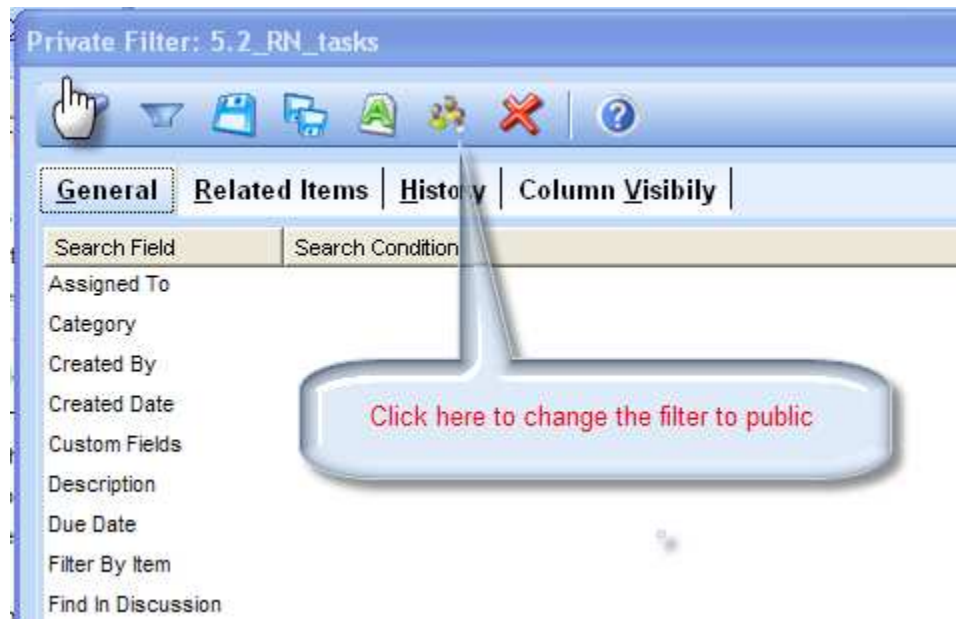 Private Filter: 5.2_RN_tasks
General Related Items History Column Visibily
Search Field Search Condition
Assigned To
Category
Created By
Created Date
Click here to change the filter to public
Custom Fields
Description
Due Date
Filter By Item
Find In Discussion